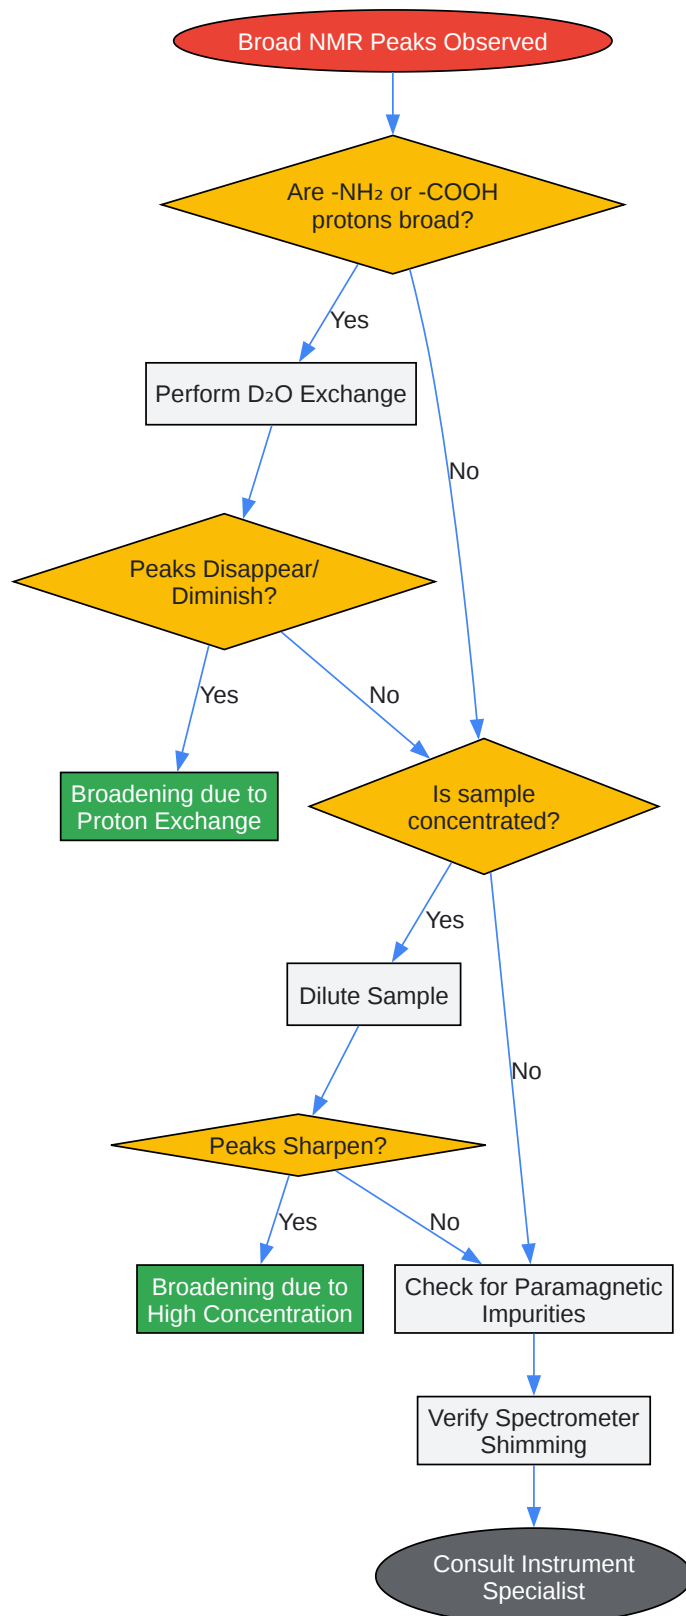 Broad NMR Peaks Observed
Are -NH₂ or -COOH
protons broad?
Yes
Perform D₂O Exchange
No
Peaks Disappear/
Diminish?
Yes
No
Broadening due to
Proton Exchange
Is sample
concentrated?
Yes
Dilute Sample
No
Peaks Sharpen?
Yes
No
Broadening due to
High Concentration
Check for Paramagnetic
Impurities
Verify Spectrometer
Shimming
Consult Instrument
Specialist